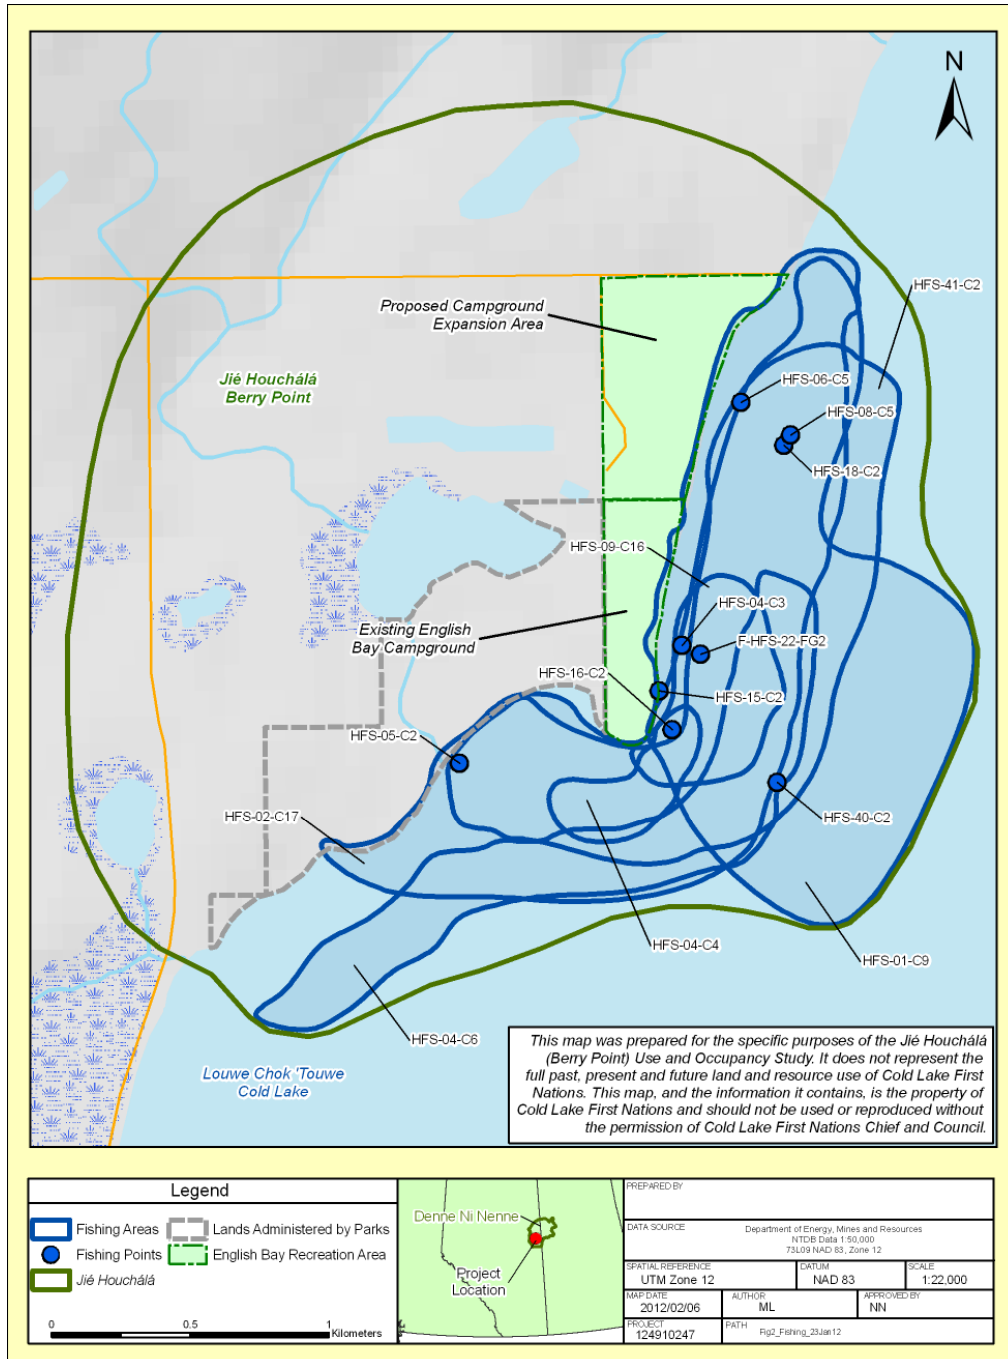 N
HFS-41-C2
Proposed Campground
Expansion Area
Jié Houchálá
Berry Point
HFS-06-C5
HFS-08-C5
HFS-18-C2
HFS-09-C16
HFS-04-C3
Existing English
Bay Campground
F-HFS-22-FG2
HFS-16-C2
HFS-15-C2
HFS-05-C2
HFS-02-C17
HFS-40-C2
HFS-04-C4
HFS-01-C9
HFS-04-C6
Louwe Chok 'Touwe
Cold Lake
This map was prepared for the specific purposes of the Jié Houchálá
(Berry Point) Use and Occupancy Study. It does not represent the
full past, present and future land and resource use of Cold Lake First
Nations. This map, and the information it contains, is the property of
Cold Lake First Nations and should not be used or reproduced without
the permission of Cold Lake First Nations Chief and Council.
Legend
Fishing Areas
Lands Administered by Parks
Fishing Points
English Bay Recreation Area
Jié Houchálá
0 0.5 1
Kilometers
Denne Ni Nenne
Project
Location
PREPARED BY
DATA SOURCE
Department of Energy, Mines and Resources
NTDB Data 1:50,000
73L09 NAD 83, Zone 12
SPATIAL REFERENCE
UTM Zone 12
DATUM
NAD 83
SCALE
1:22,000
MAP DATE
2012/02/06
AUTHOR
ML
APPROVED BY
NN
PROJECT
124910247
PATH
Fig2_Fishing_23Jan12